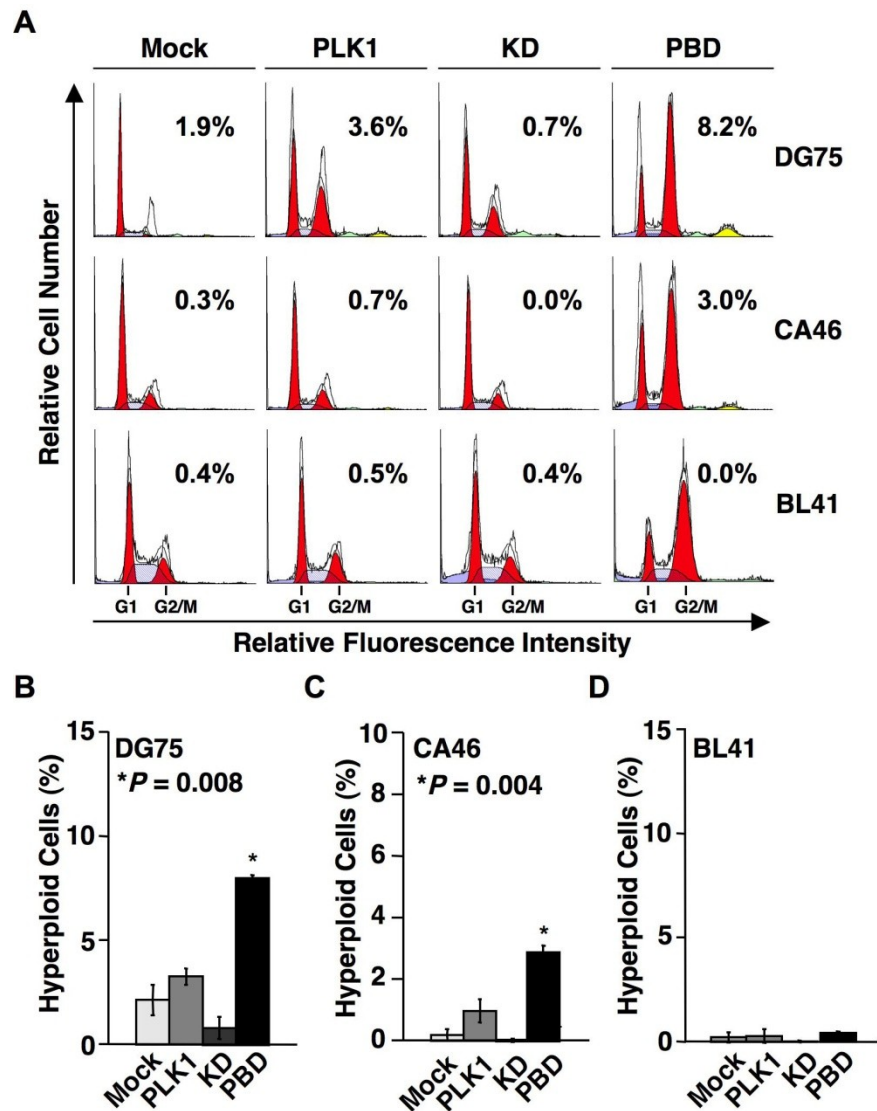 A
Mock PLK1 KD PBD
Relative Cell Number
1.9% 3.6% 0.7% 8.2% DG75
0.3% 0.7% 0.0% 3.0% CA46
0.4% 0.5% 0.4% 0.0% BL41
G1 G2/M G1 G2/M G1 G2/M G1 G2/M
Relative Fluorescence Intensity
B
Hyperploid Cells (%)
15
10
5
0
DG75
*P = 0.008
*
Mock PLK1 KD PBD
C
Hyperploid Cells (%)
10
8
6
4
2
0
CA46
*P = 0.004
*
Mock PLK1 KD PBD
D
Hyperploid Cells (%)
15
10
5
0
BL41
Mock PLK1 KD PBD